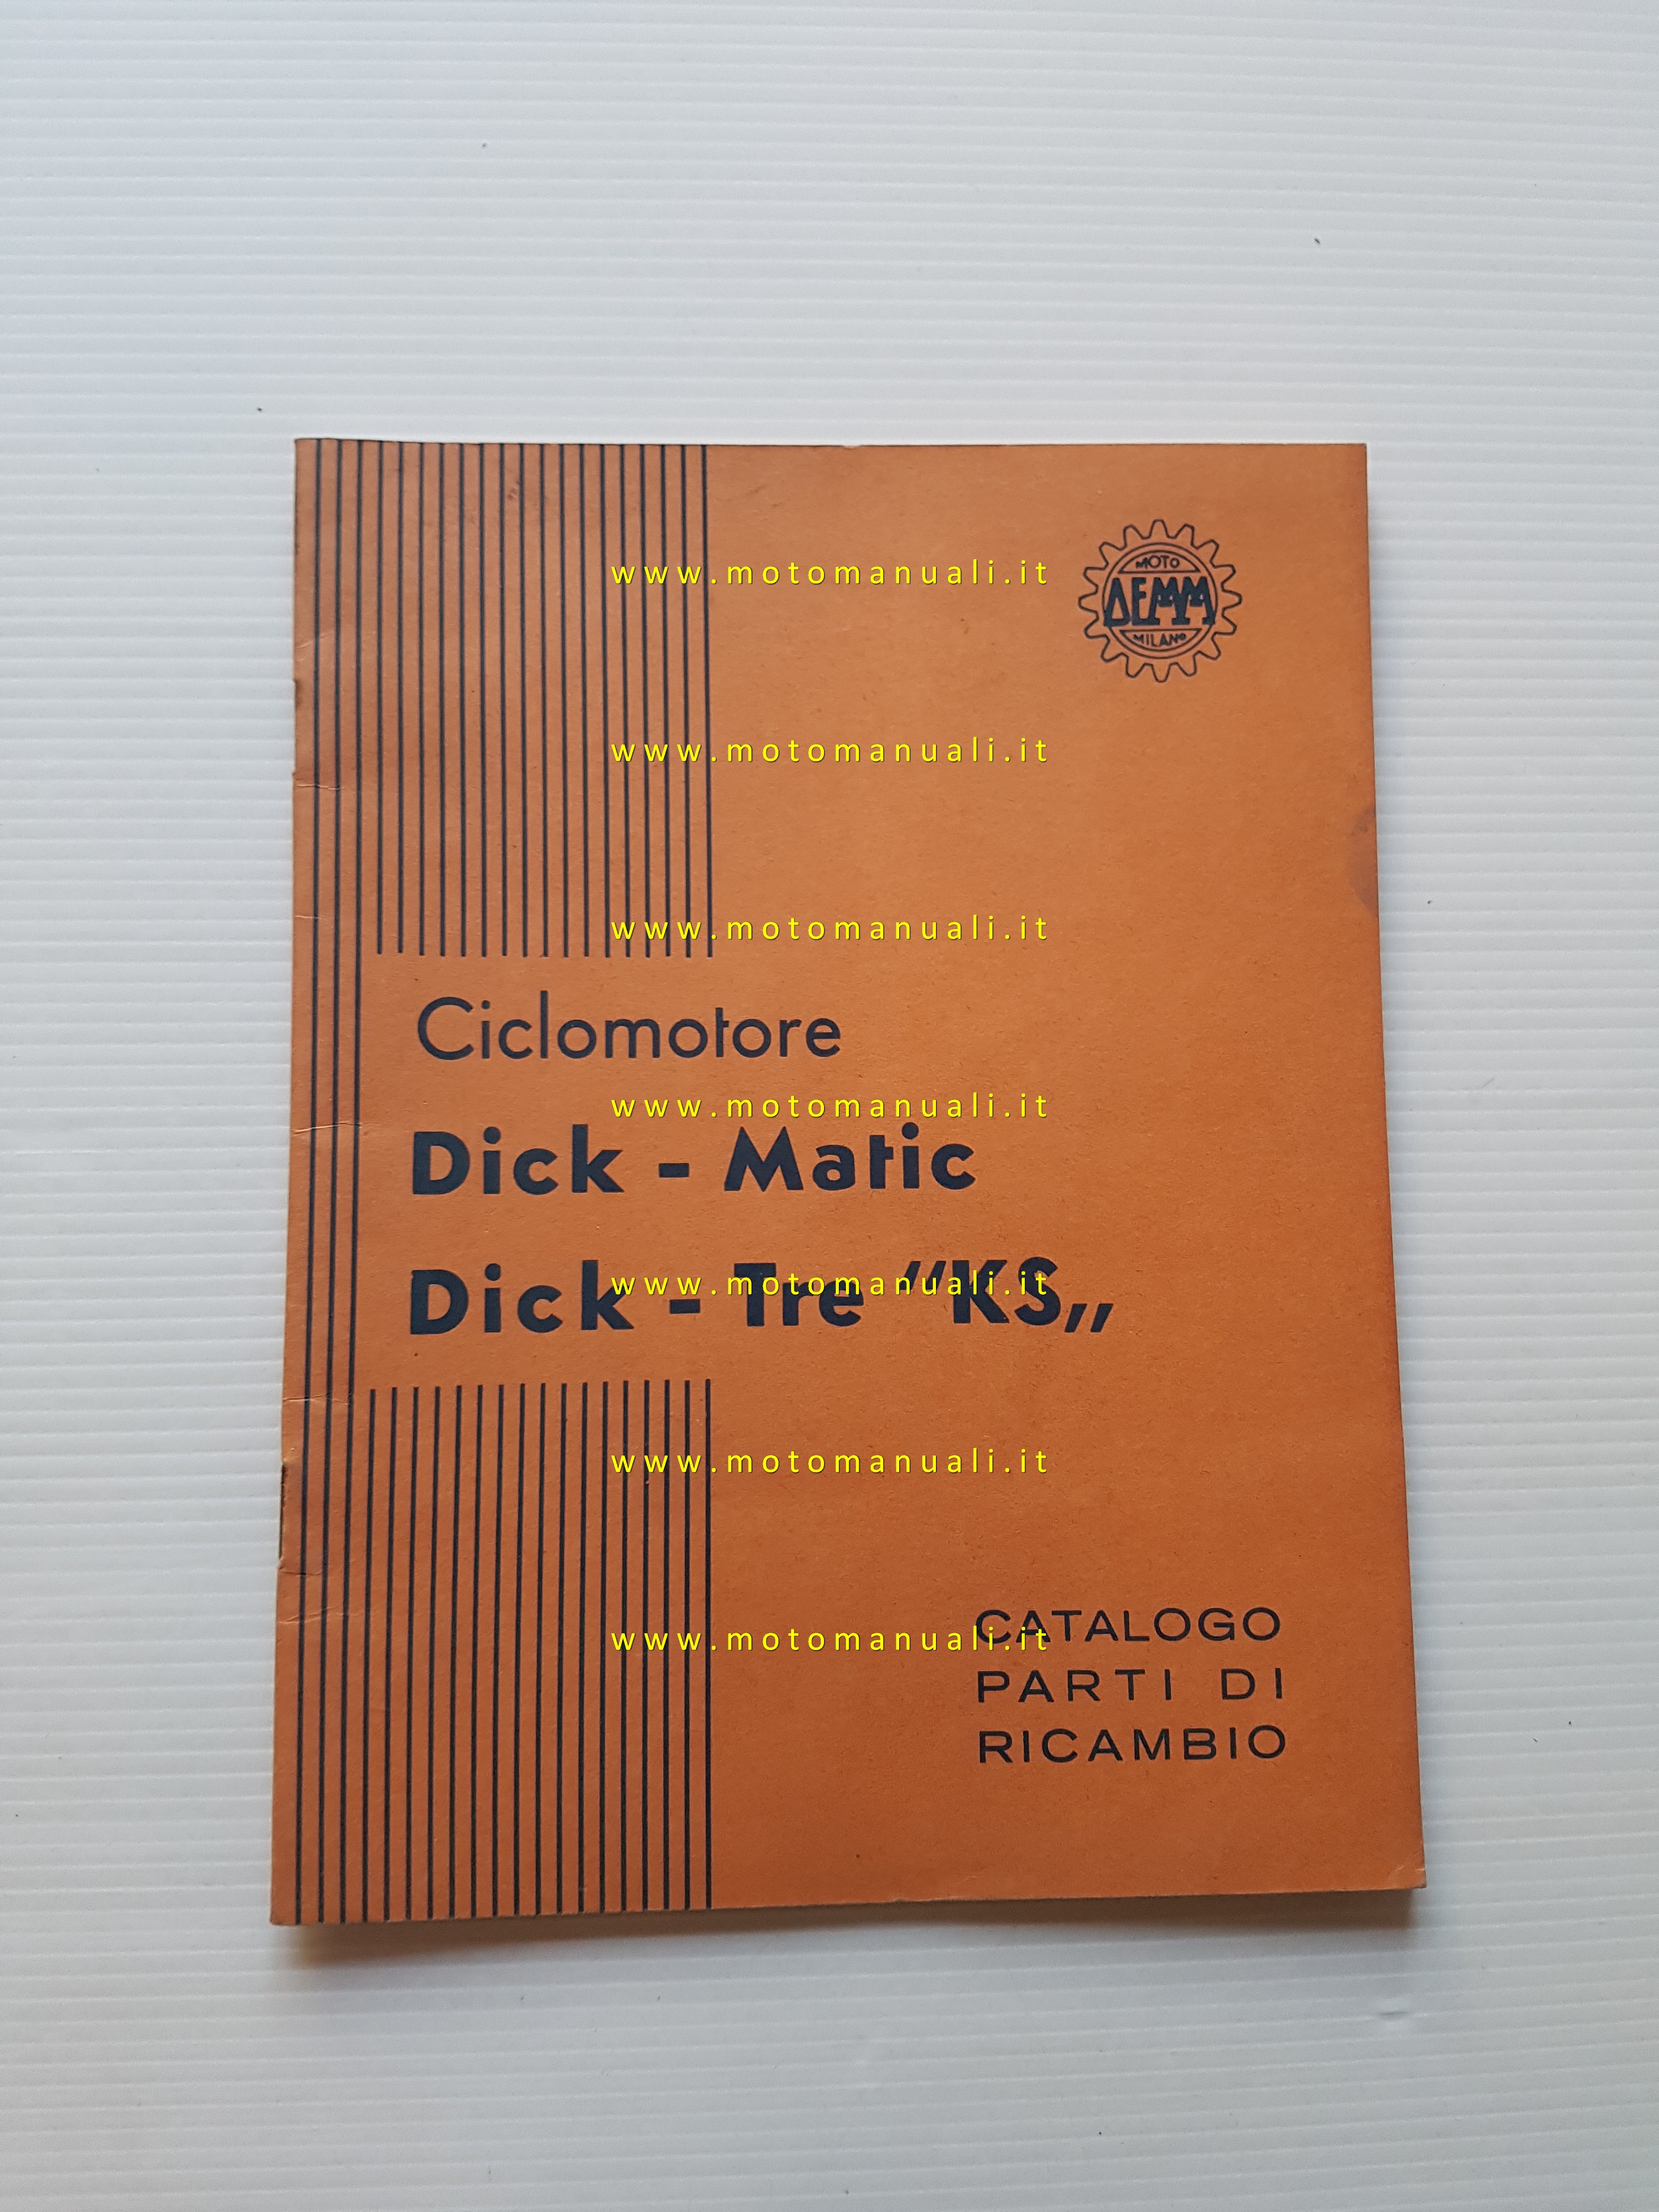 www.motomanuali.it
MOTO
DEMM
MILANO
www.motomanuali.it
www.motomanuali.it
Ciclomotore
www.motomanuali.it
Dick - Matic
Dick - Tre “KS„
www.motomanuali.it
www.motomanuali.it
CATALOGO
www.motomanuali.it
PARTI DI
RICAMBIO